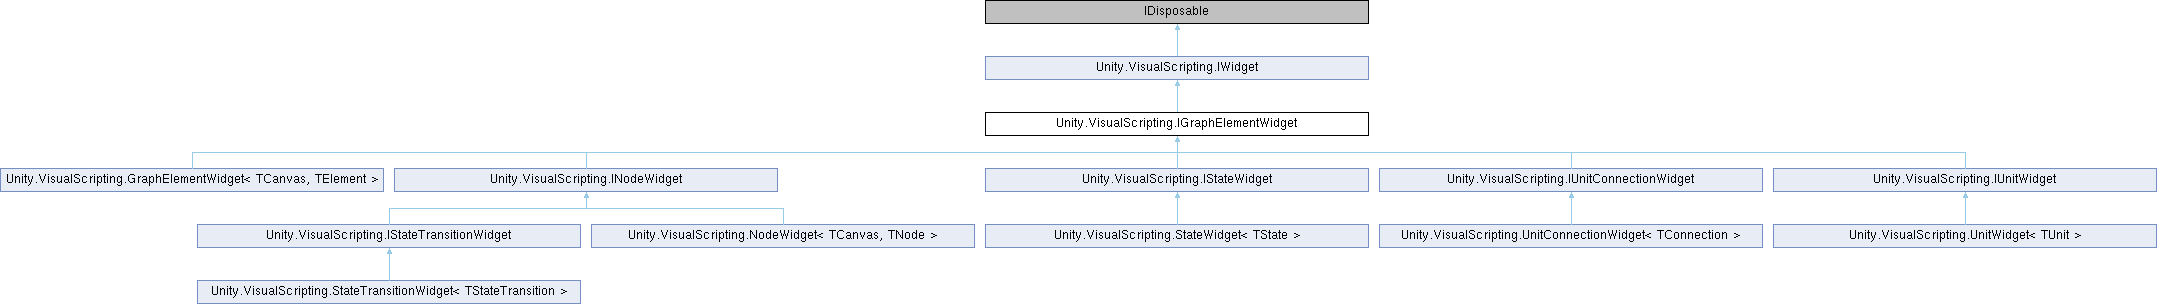 IDisposable
Unity.VisualScripting.IWidget
Unity.VisualScripting.IGraphElementWidget
Unity.VisualScripting.GraphElementWidget< TCanvas, TElement >
Unity.VisualScripting.INodeWidget
Unity.VisualScripting.IStateWidget
Unity.VisualScripting.IUnitConnectionWidget
Unity.VisualScripting.IUnitWidget
Unity.VisualScripting.IStateTransitionWidget
Unity.VisualScripting.NodeWidget< TCanvas, TNode >
Unity.VisualScripting.StateWidget< TState >
Unity.VisualScripting.UnitConnectionWidget< TConnection >
Unity.VisualScripting.UnitWidget< TUnit >
Unity.VisualScripting.StateTransitionWidget< TStateTransition >